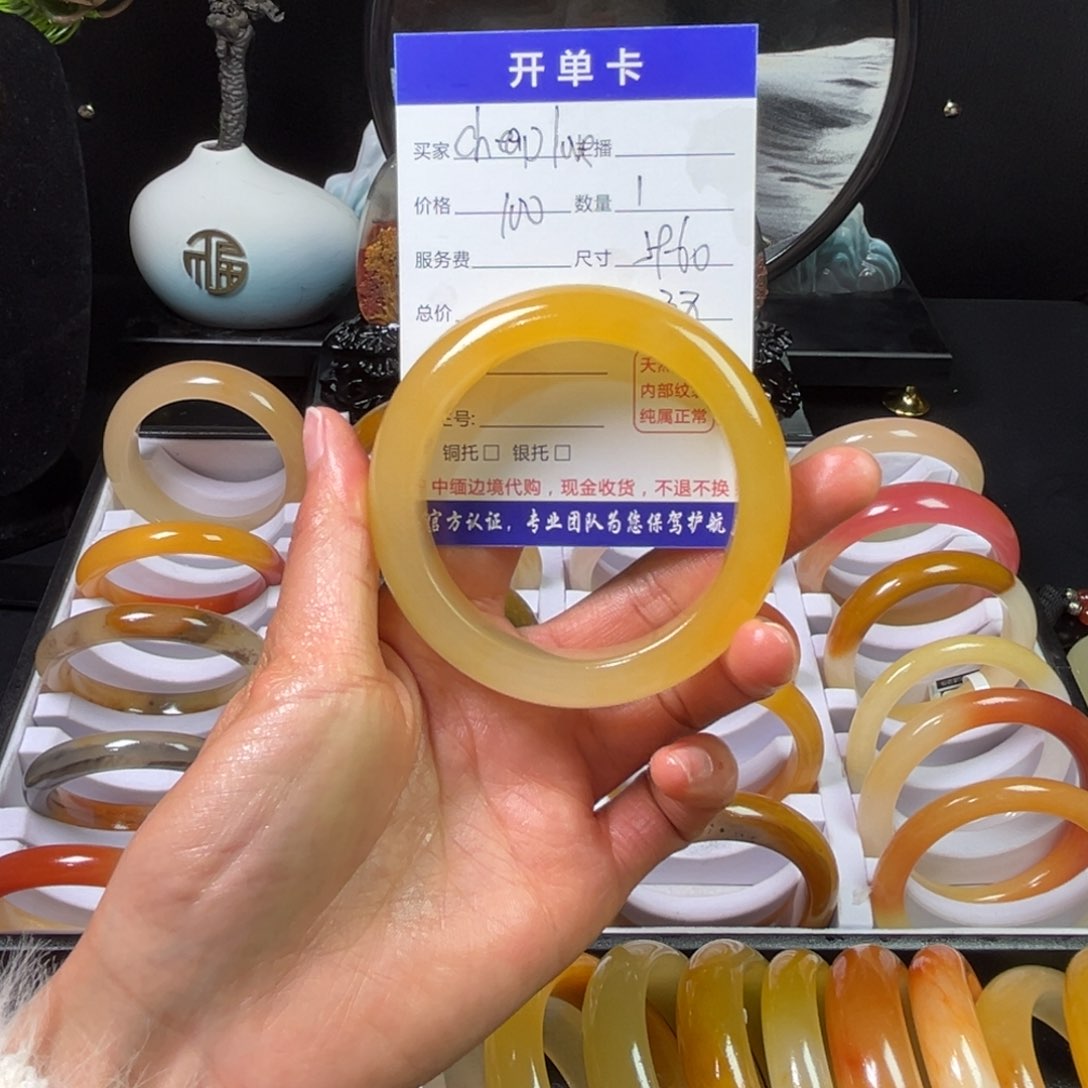 开单卡
买家 播
价格 100 数量 1
服务费 尺寸 60
总价
天然
内部纹
纯属正常
号:
铜托□ 银托□
中缅边境代购，现金收货，不退不换
官方认证，专业团队为您保驾护航
福